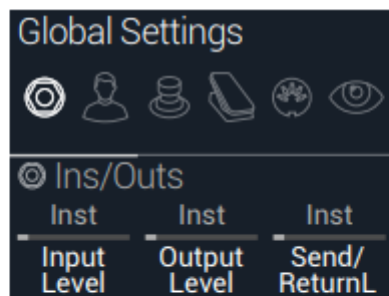 Global Settings
Ins/Outs
Inst Inst Inst
Input Output Send/
Level Level ReturnL